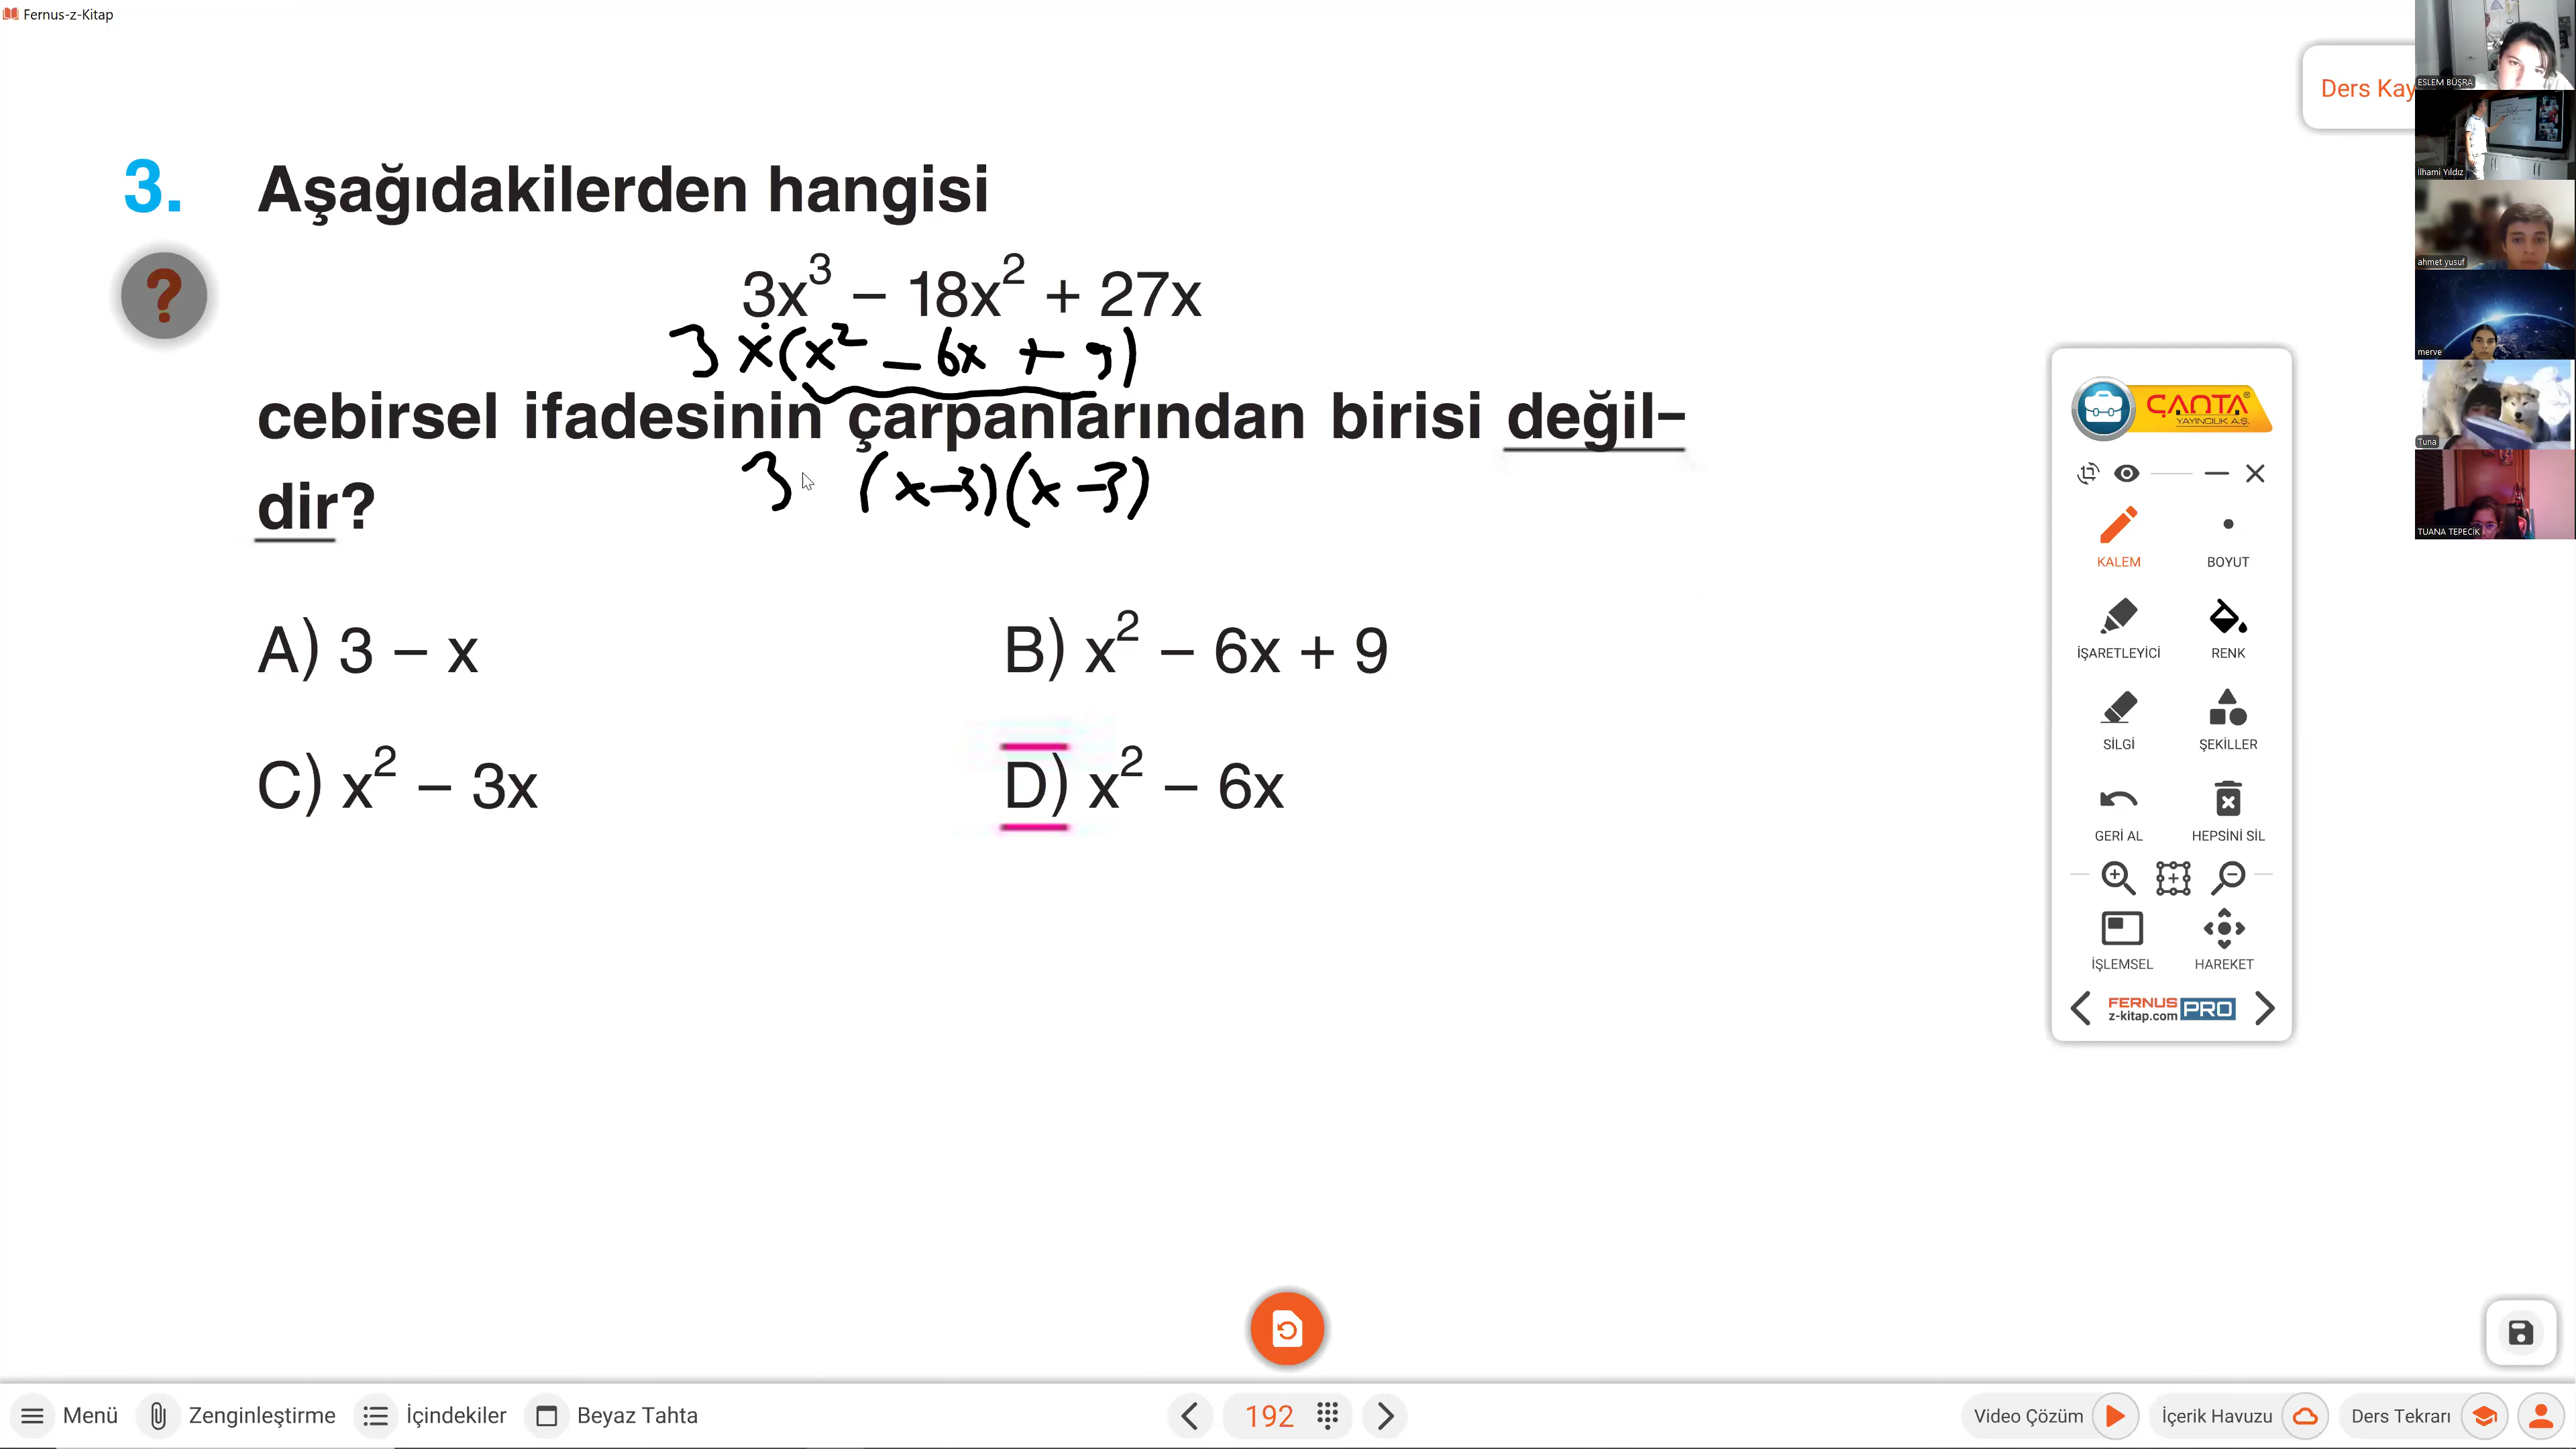 Fernus-z-Kitap
Ders Kay
ESLEM BÜŞRA
İlhami Yıldız
ahmet yusuf
merve
Tuna
TUANA TEPECİK
3. Aşağıdakilerden hangisi
?
3x³ – 18x² + 27x
3x(x² – 6x + 9)
cebirsel ifadesinin çarpanlarından birisi değil–
3 (x–3)(x–3)
dir?
A) 3 – x
B) x² – 6x + 9
C) x² – 3x
D) x² – 6x
ÇANTA
YAYINCILIK A.Ş.
KALEM
BOYUT
İŞARETLEYİCİ
RENK
SİLGİ
ŞEKİLLER
GERİ AL
HEPSİNİ SİL
İŞLEMSEL
HAREKET
FERNUS
z-kitap.com
PRO
Menü
Zenginleştirme
İçindekiler
Beyaz Tahta
192
Video Çözüm
İçerik Havuzu
Ders Tekrarı